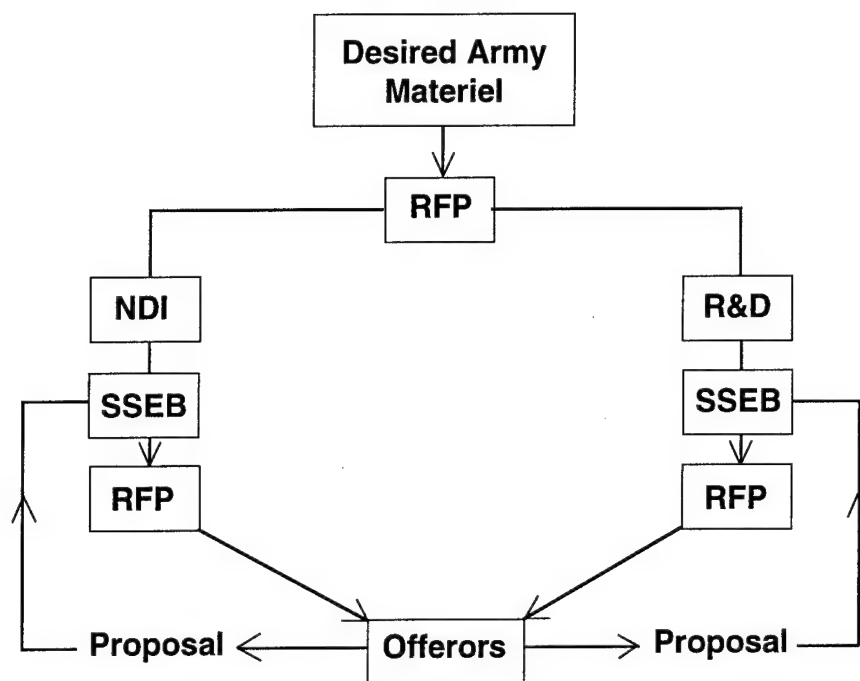 Desired Army
Materiel
RFP
NDI
R&D
SSEB
SSEB
RFP
RFP
Proposal
Offerors
Proposal